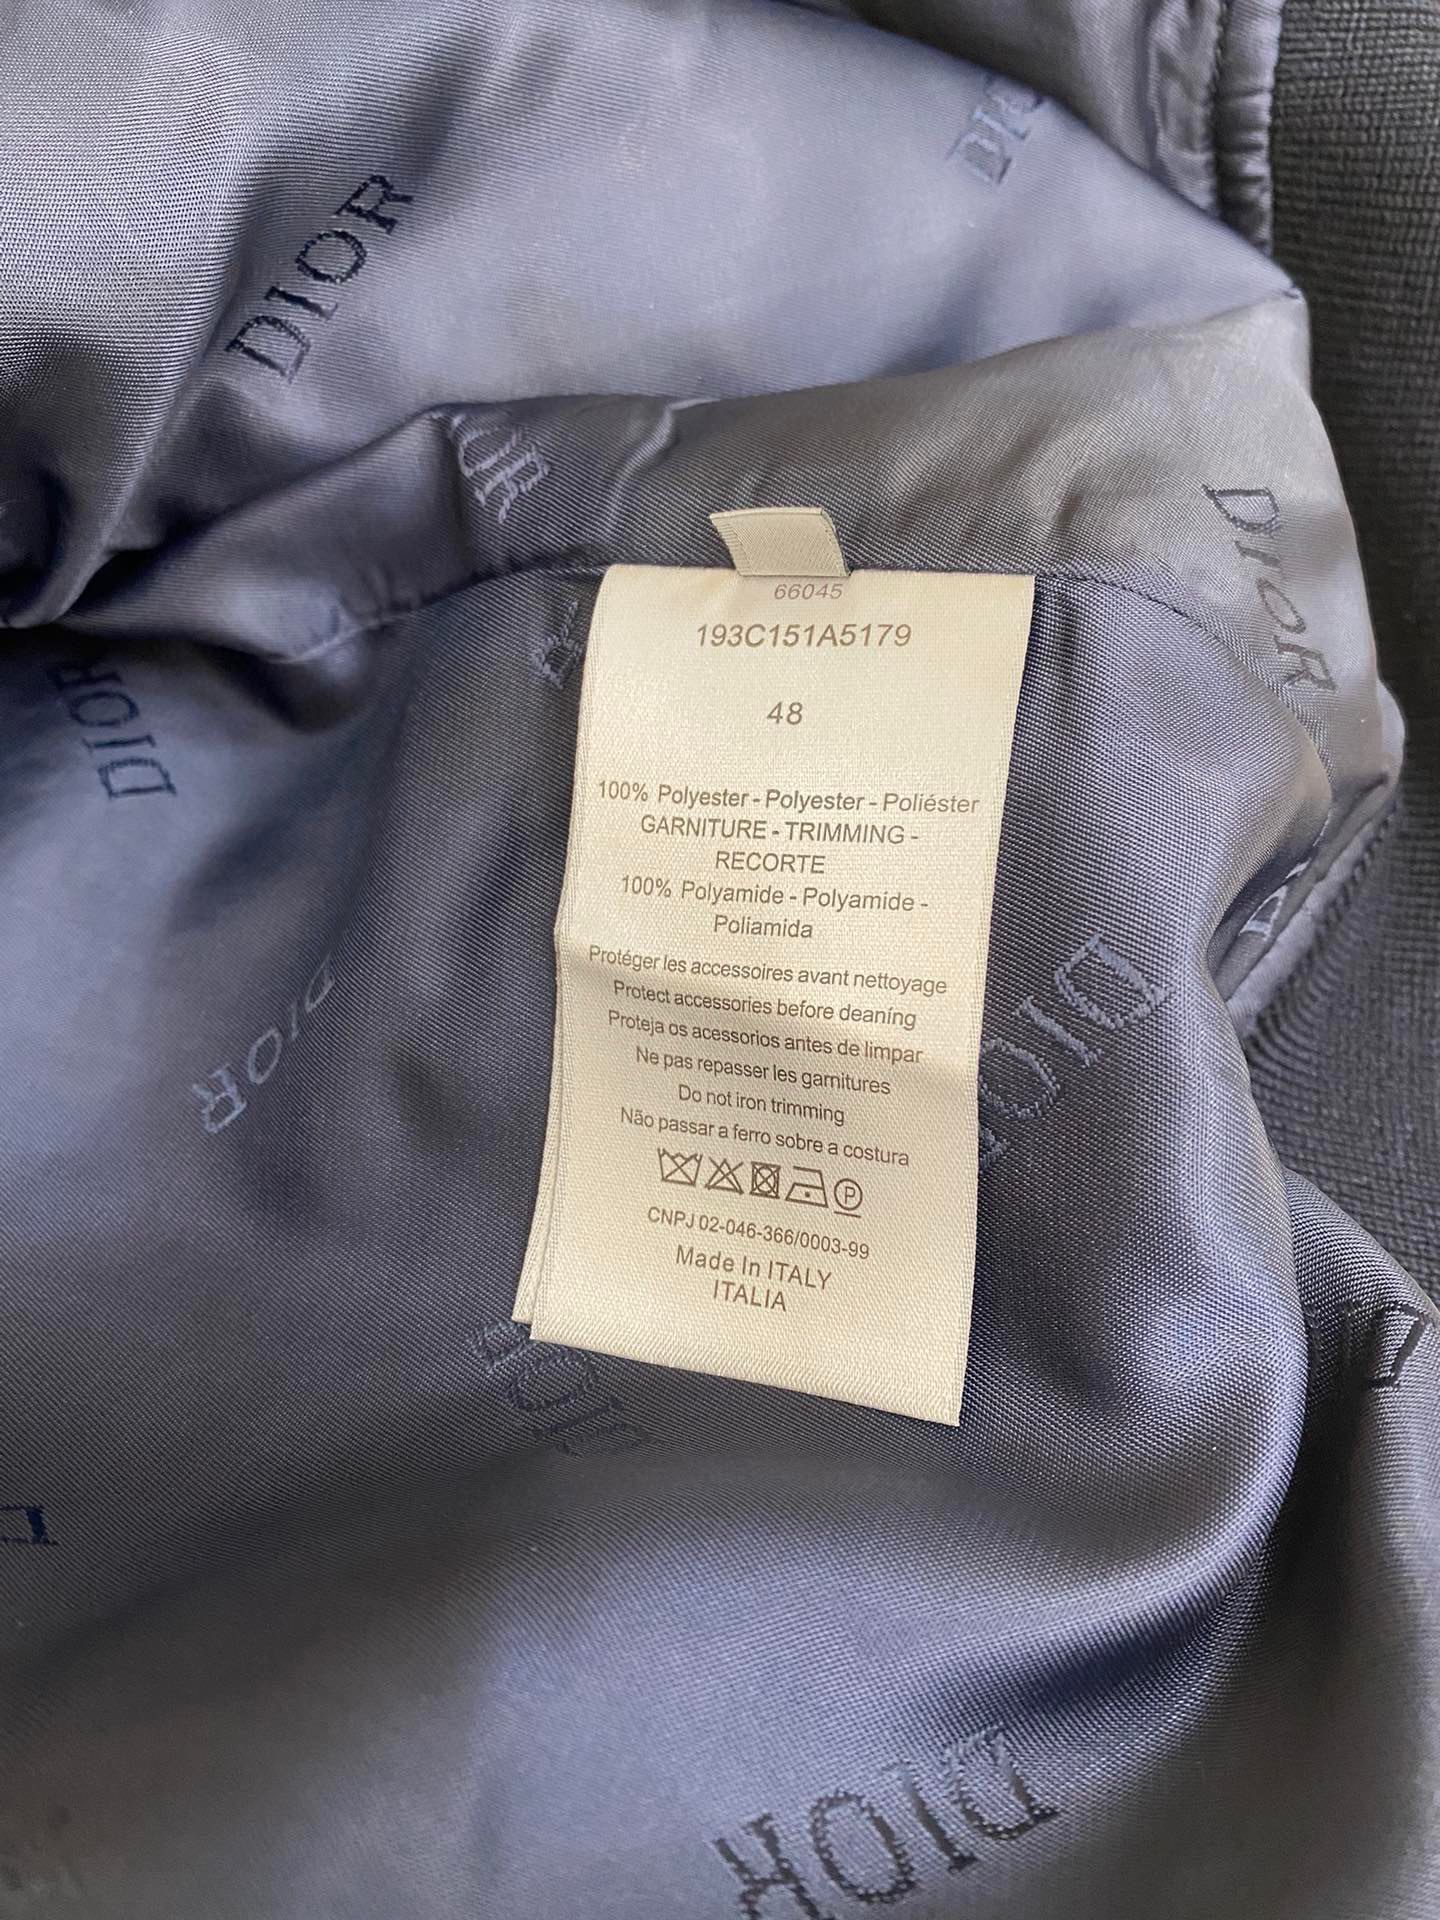 DIOR
DIO
OR
DIOR
66045
193C151A5179
48
100% Polyester - Polyester - Poliéster
GARNITURE - TRIMMING -
RECORTE
100% Polyamide - Polyamide -
Poliamida
Protéger les accessoires avant nettoyage
Protect accessories before deaning
Proteja os acessorios antes de limpar
Ne pas repasser les garnitures
Do not iron trimming
Não passar a ferro sobre a costura
P
CNPJ 02-046-366/0003-99
Made In ITALY
ITALIA
DIOR
DIOR
DIOR
DIOR